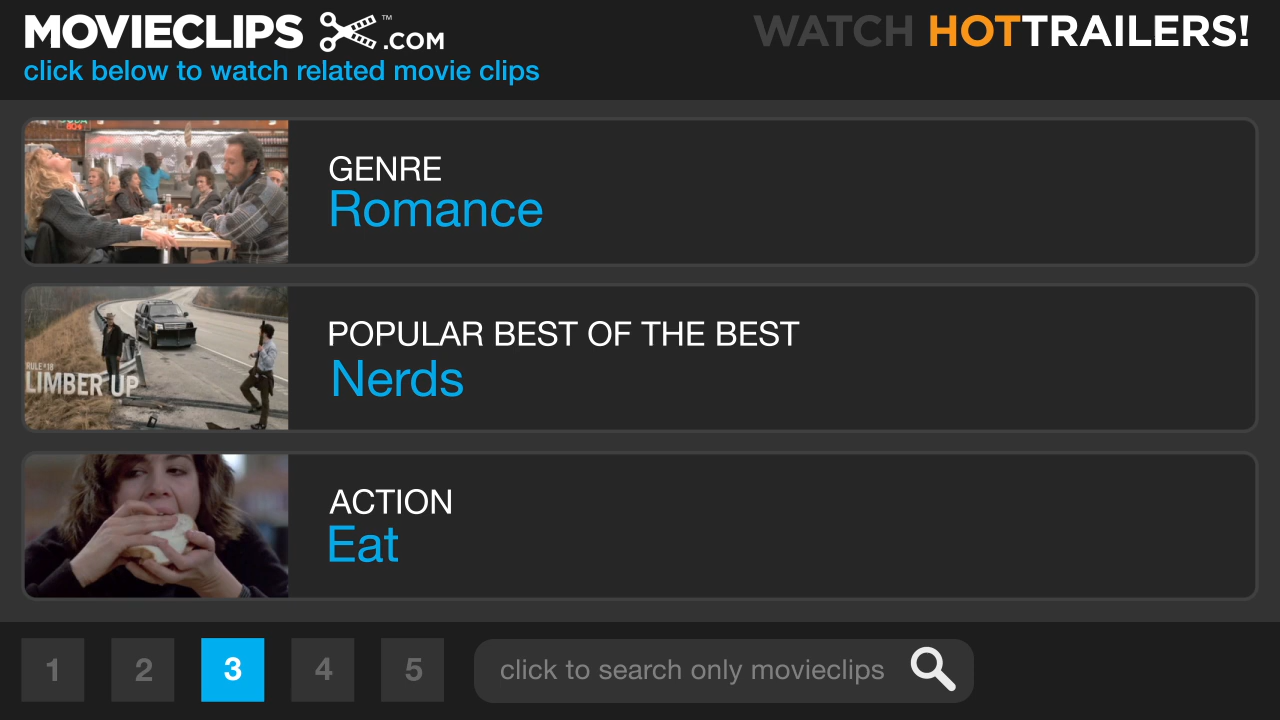 MOVIECLIPS ™ .COM
WATCH HOTTRAILERS!
click below to watch related movie clips
GENRE
Romance
POPULAR BEST OF THE BEST
Nerds
RULE #18
LIMBER UP
ACTION
Eat
1 2 3 4 5 click to search only movieclips